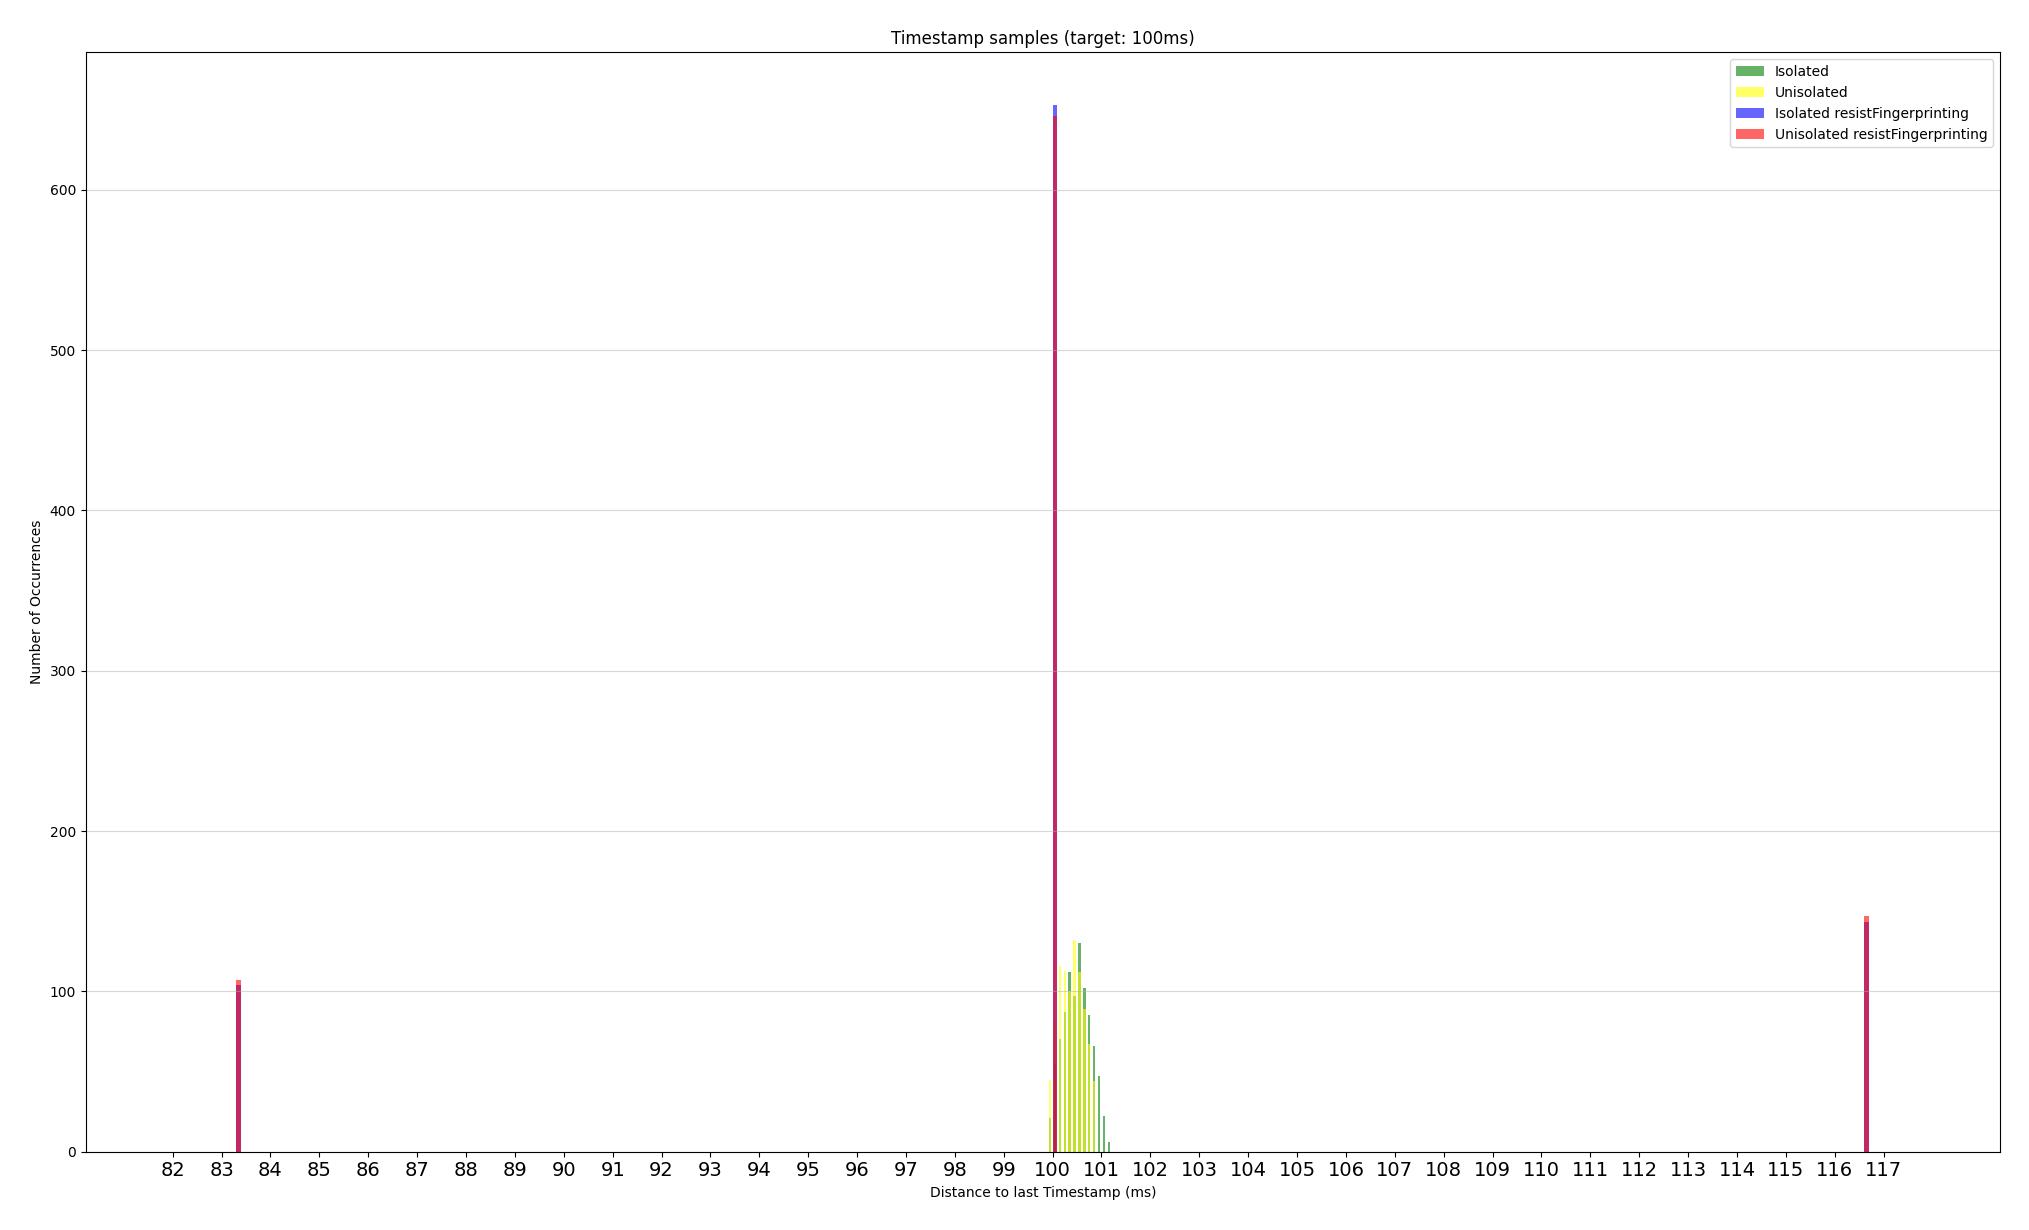 Timestamp samples (target: 100ms)
Isolated
Unisolated
Isolated resistFingerprinting
Unisolated resistFingerprinting
600
500
400
300
200
100
0
Number of Occurrences
82 83 84 85 86 87 88 89 90 91 92 93 94 95 96 97 98 99 100 101 102 103 104 105 106 107 108 109 110 111 112 113 114 115 116 117
Distance to last Timestamp (ms)